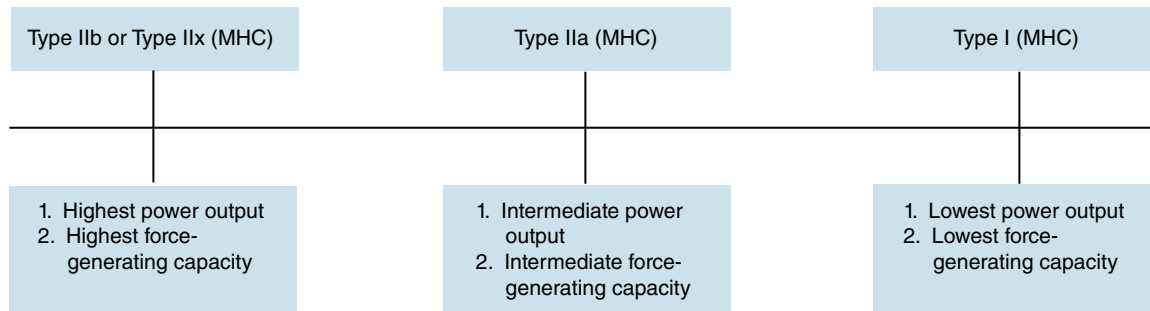 Type IIb or Type IIx (MHC)
Type IIa (MHC)
Type I (MHC)
1. Highest power output
2. Highest force-
generating capacity
1. Intermediate power
output
2. Intermediate force-
generating capacity
1. Lowest power output
2. Lowest force-
generating capacity